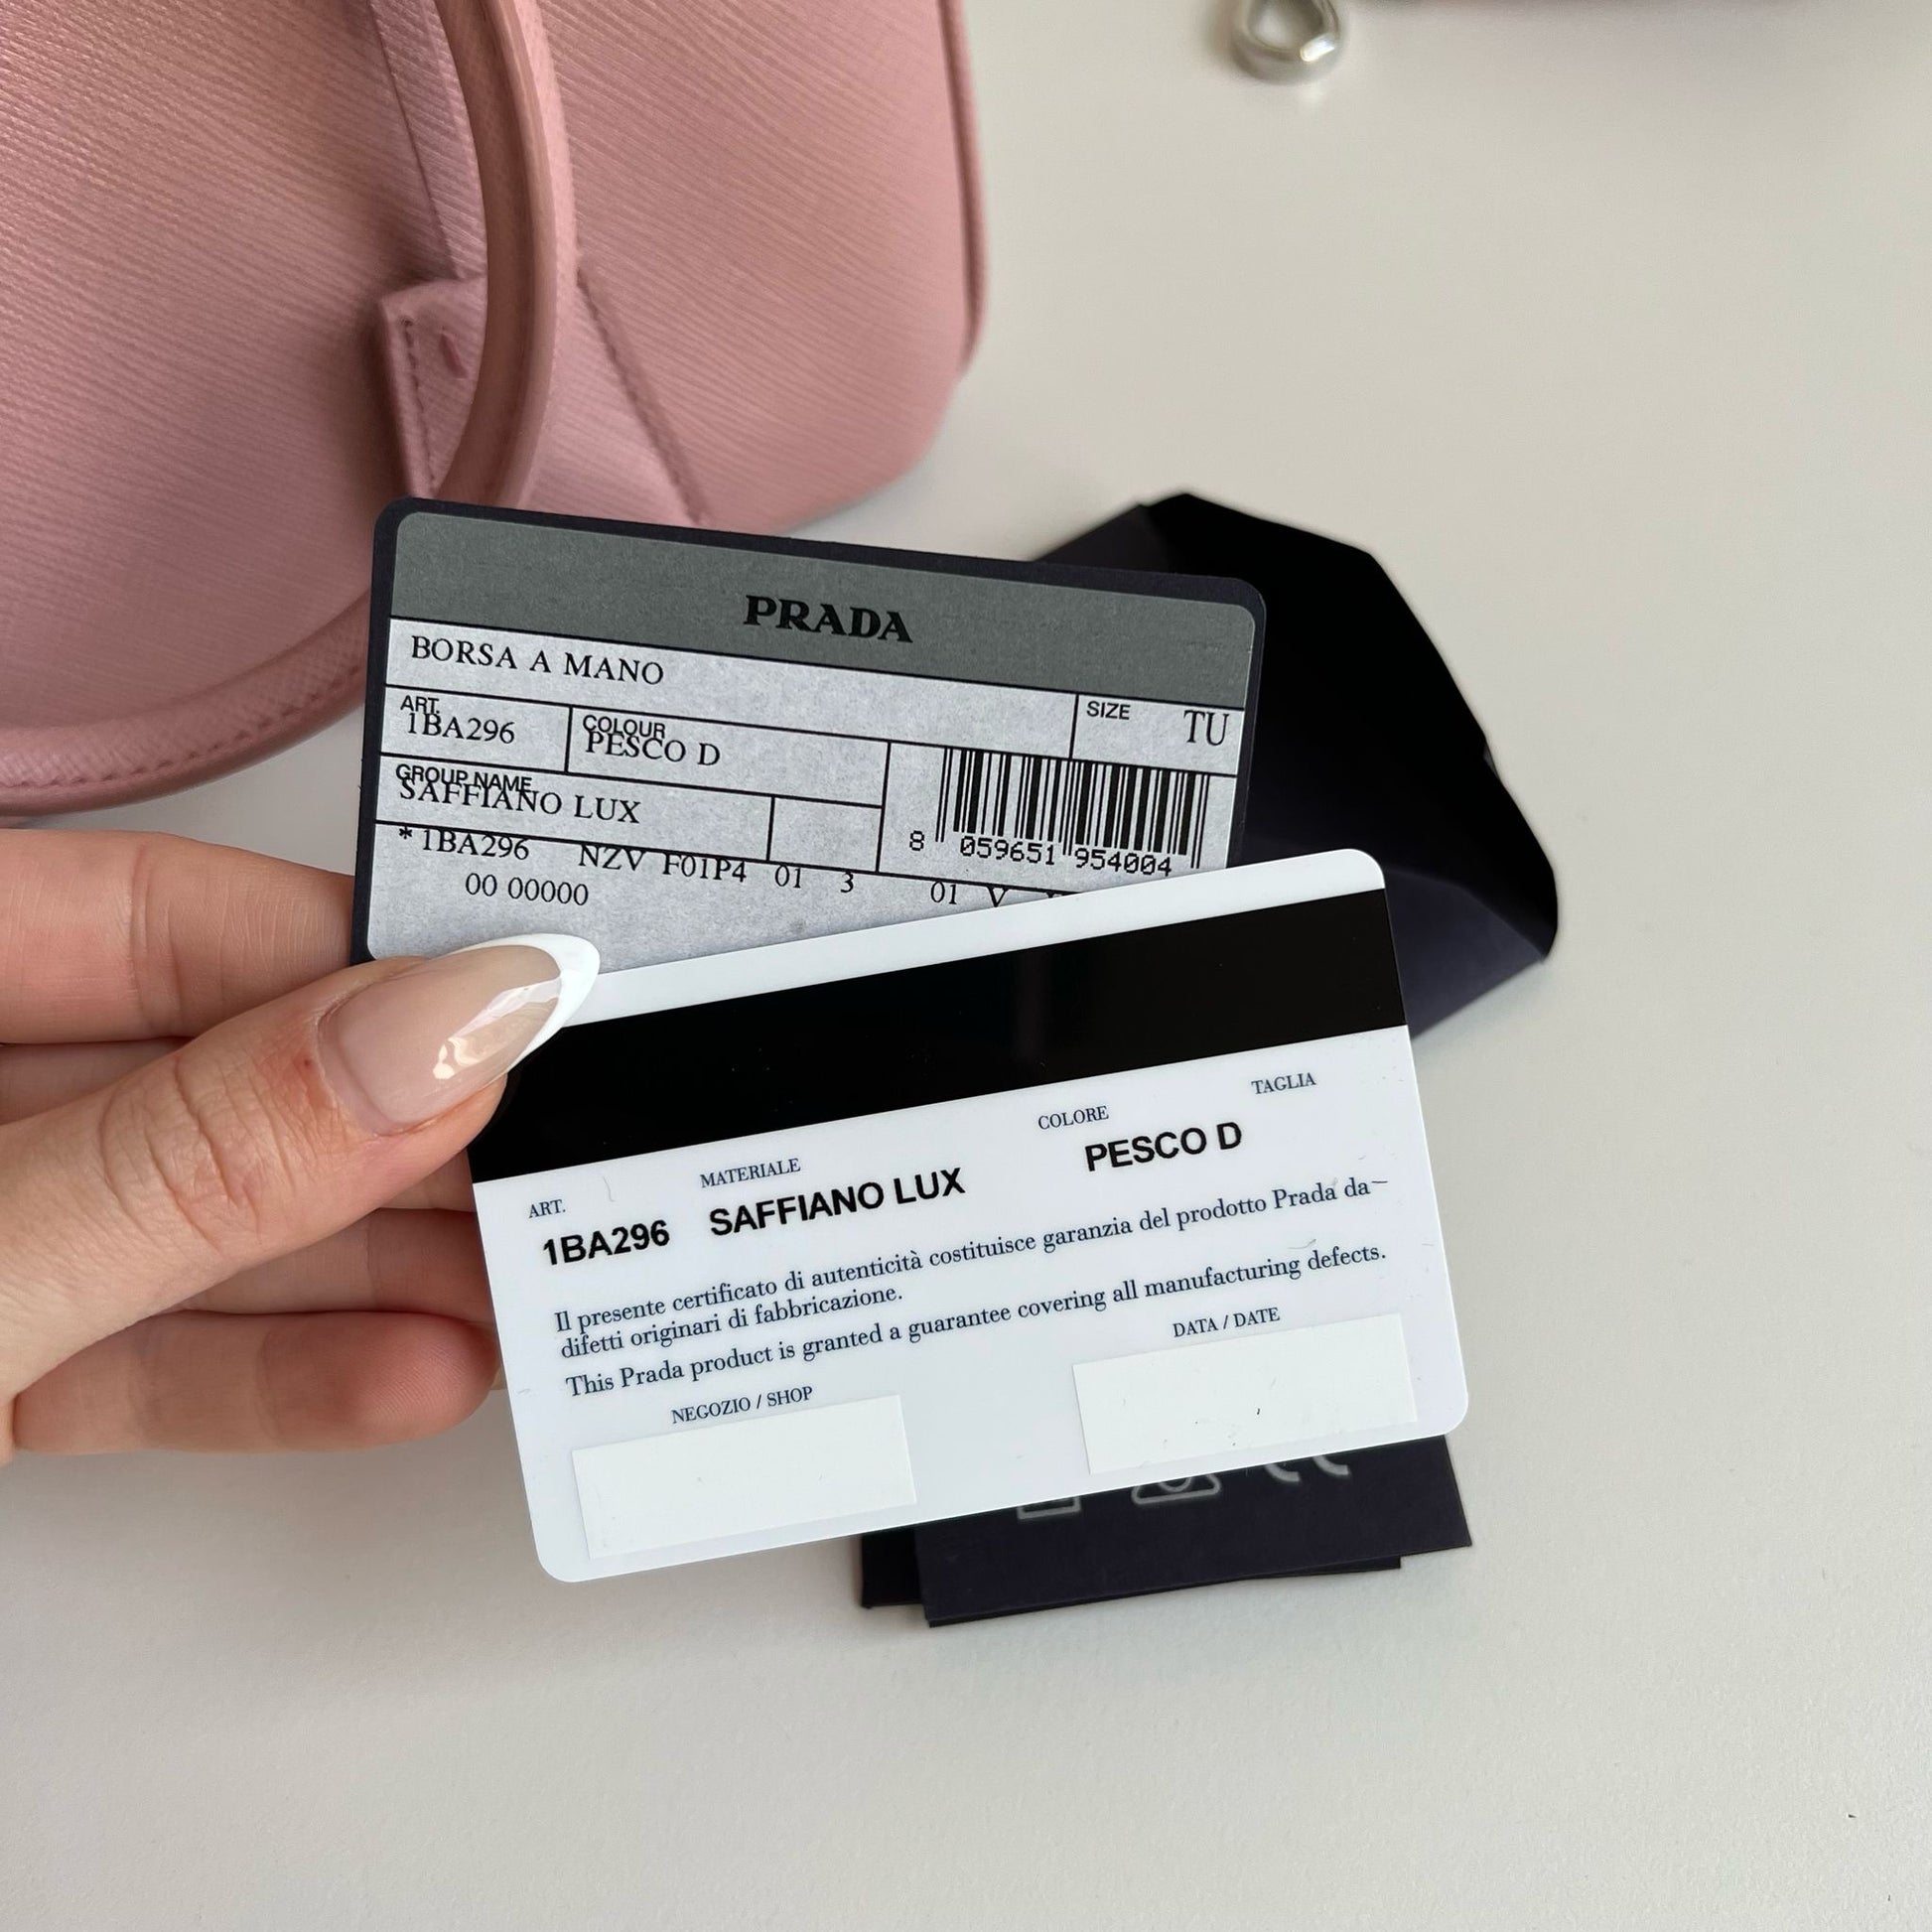 PRADA
BORSA A MANO
SIZE TU
ART.
1BA296
COLOUR
PESCO D
GROUP NAME
SAFFIANO LUX
8 059651 954004
* 1BA296 NZV F01P4 01 3 01 V
00 00000
ART. MATERIALE COLORE TAGLIA
1BA296 SAFFIANO LUX PESCO D
Il presente certificato di autenticità costituisce garanzia del prodotto Prada da
difetti originari di fabbricazione.
This Prada product is granted a guarantee covering all manufacturing defects.
NEGOZIO / SHOP DATA / DATE